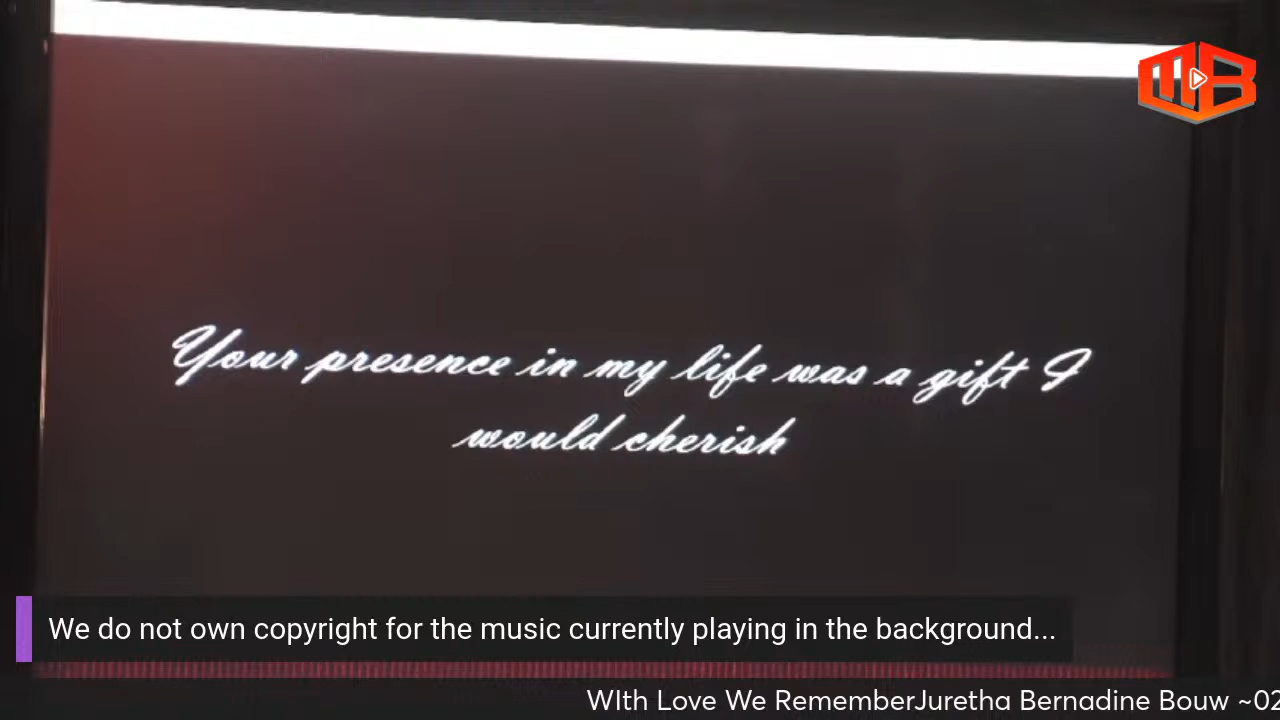 MB
Your presence in my life was a gift I
would cherish
We do not own copyright for the music currently playing in the background...
WIth Love We RememberJuretha Bernadine Bouw ~02